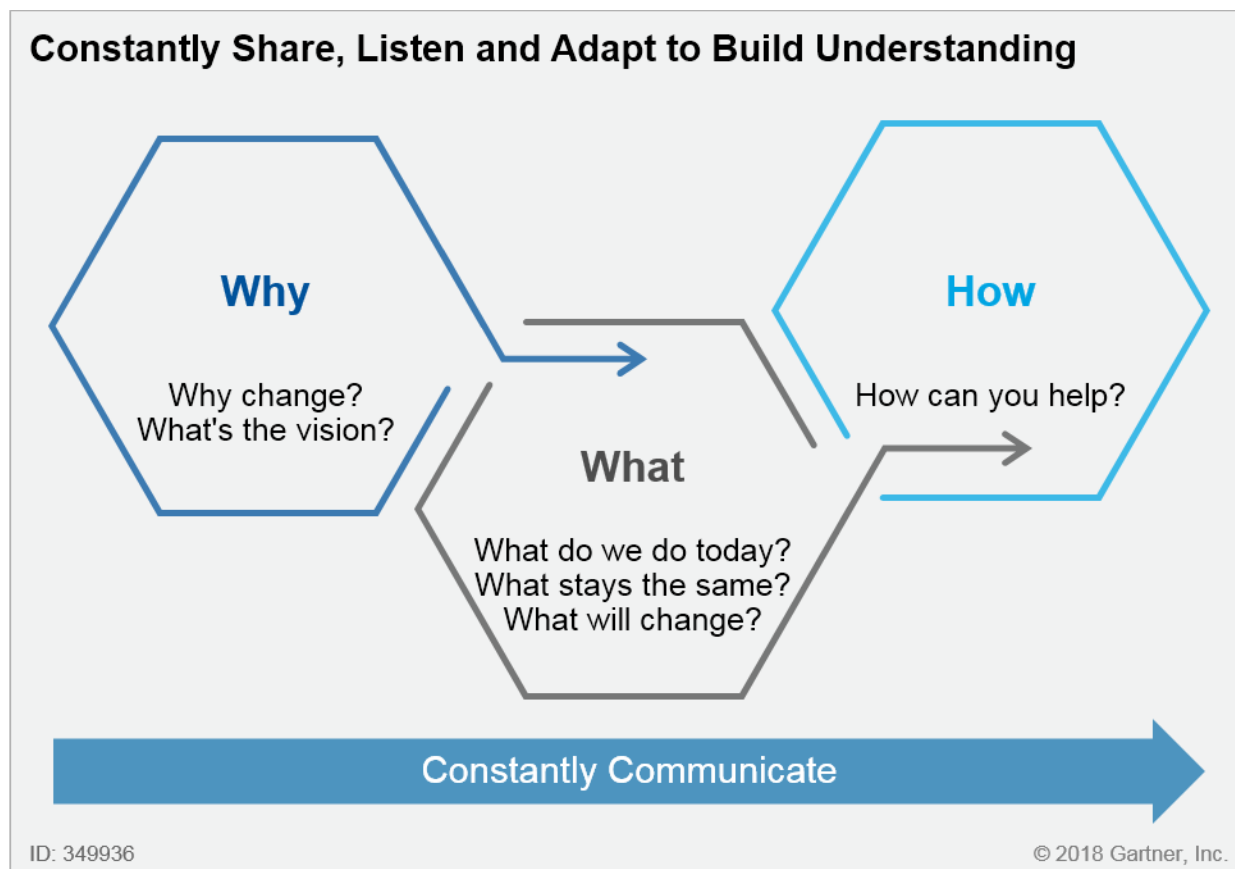 Constantly Share, Listen and Adapt to Build Understanding
Why
Why change?
What's the vision?
What
What do we do today?
What stays the same?
What will change?
How
How can you help?
Constantly Communicate
ID: 349936
© 2018 Gartner, Inc.